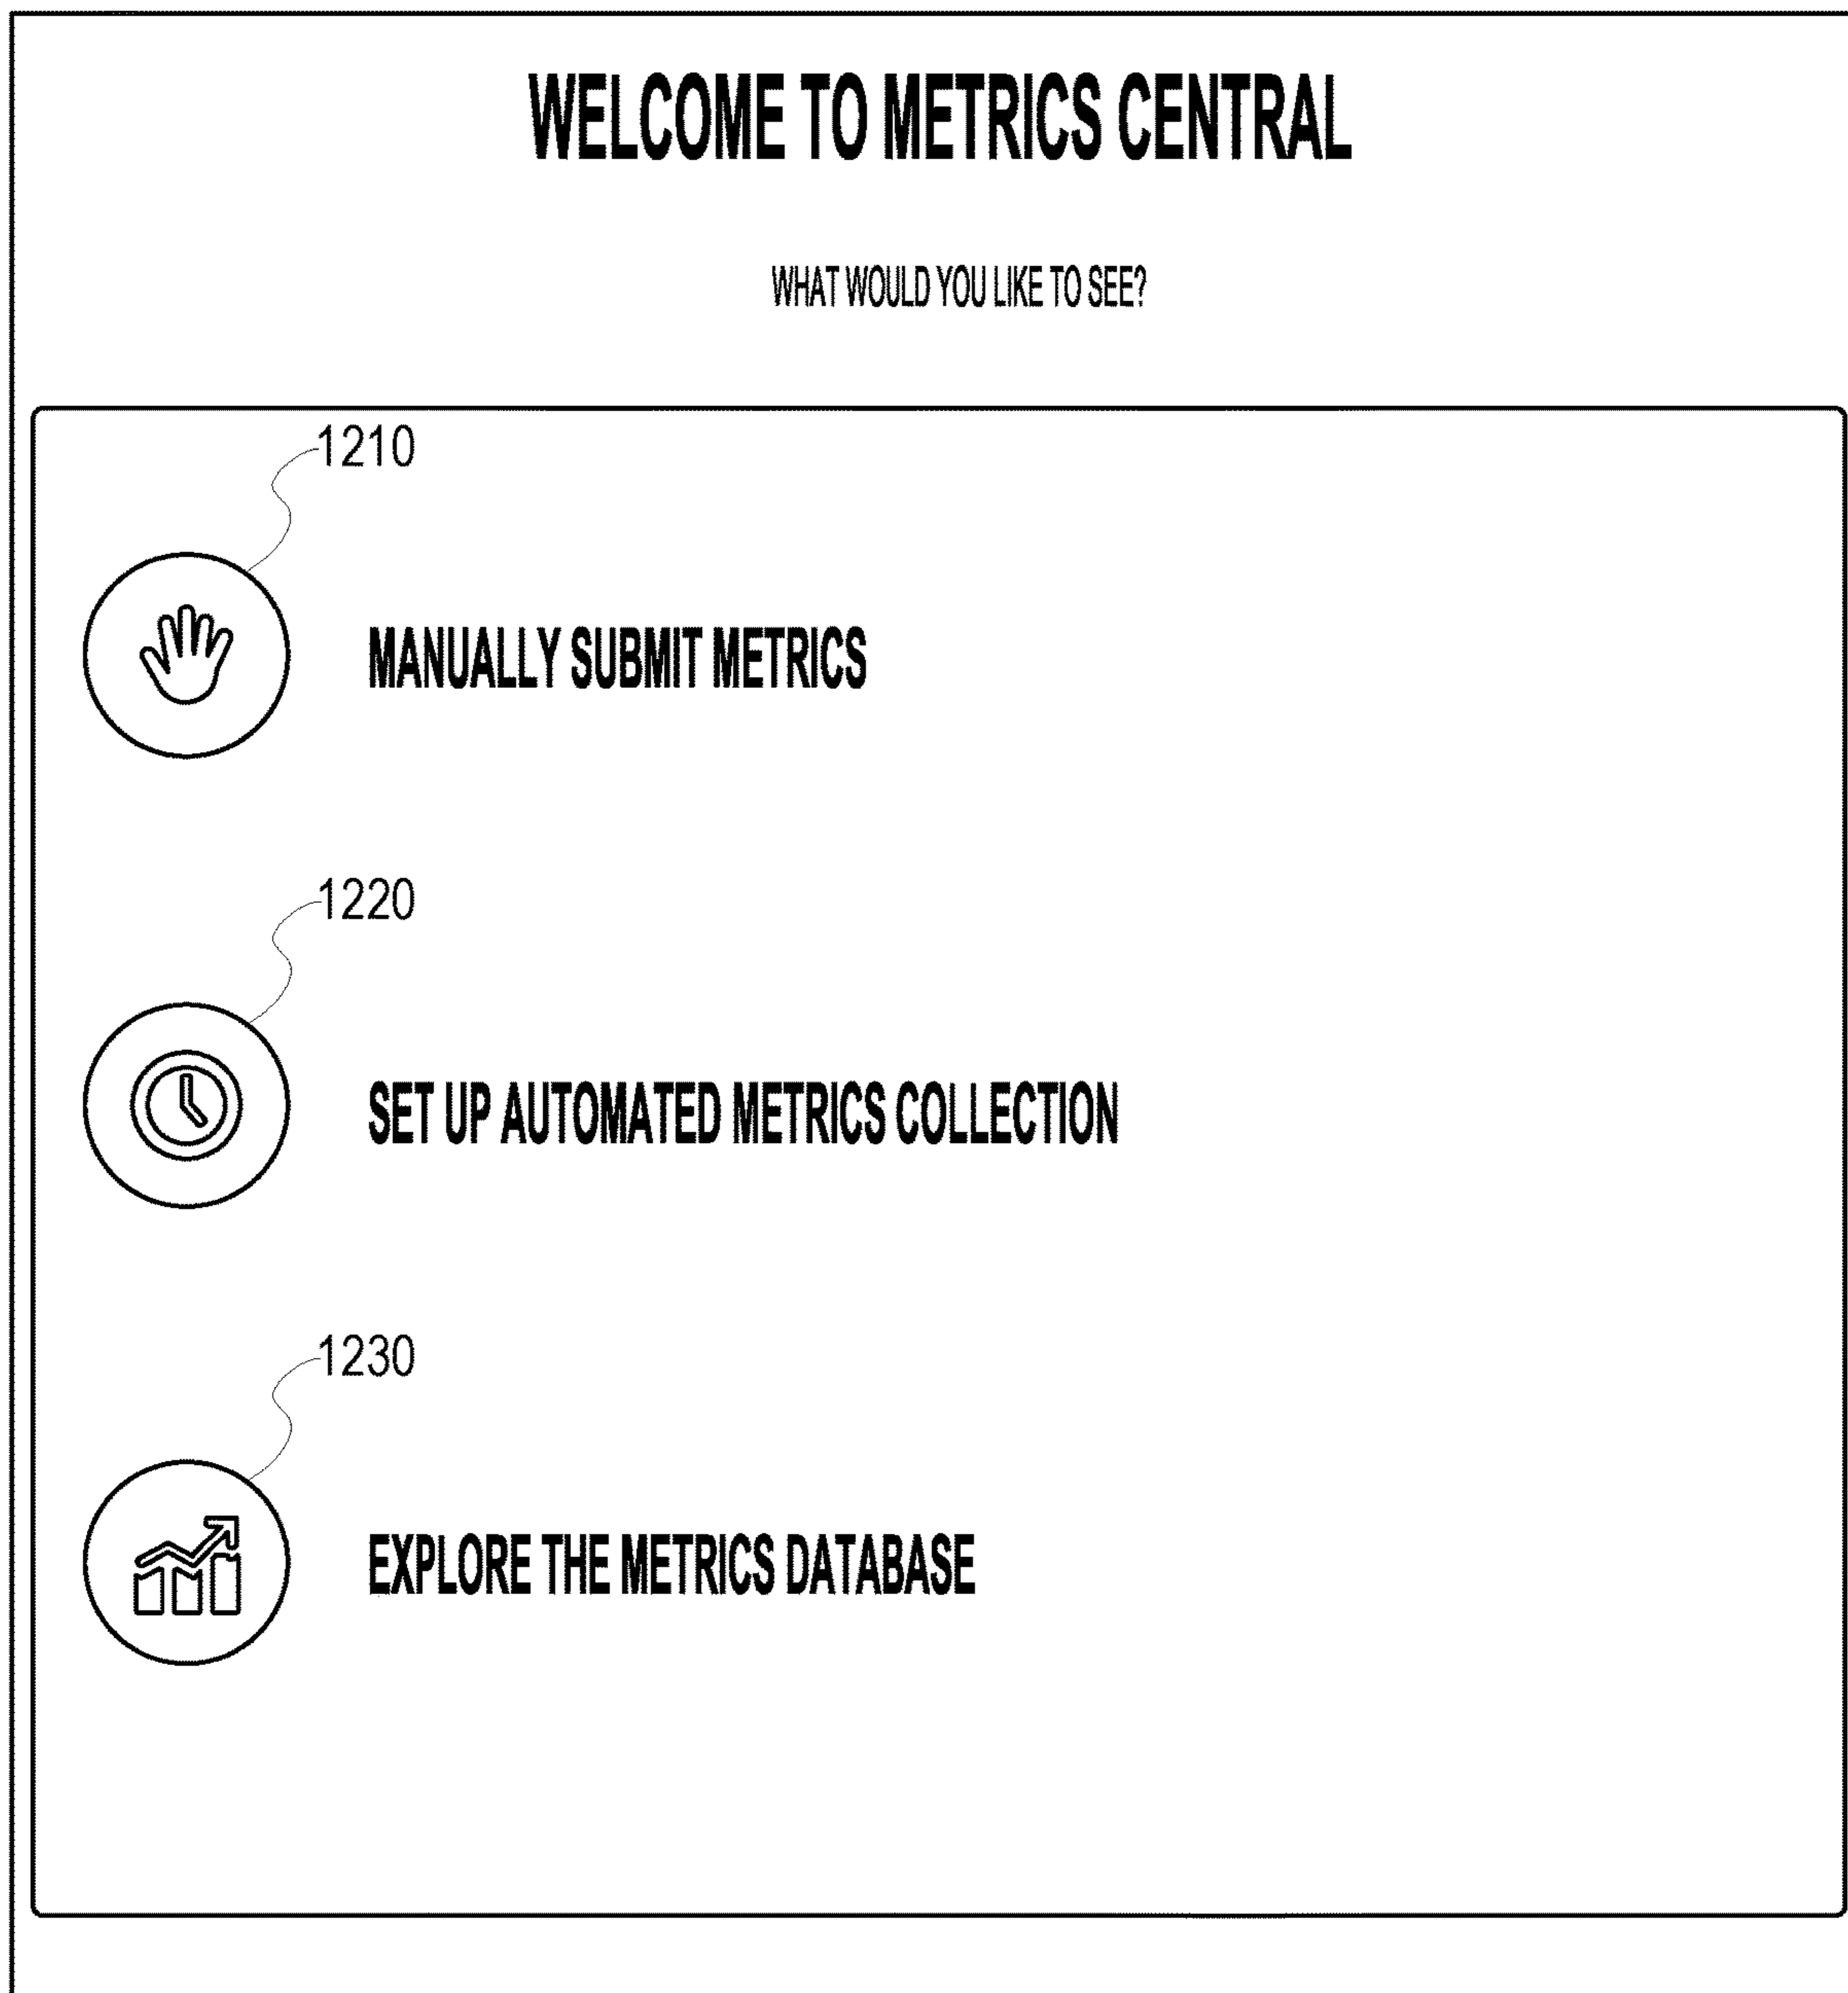 WELCOME TO METRICS CENTRAL
WHAT WOULD YOU LIKE TO SEE?
1210
MANUALLY SUBMIT METRICS
1220
SET UP AUTOMATED METRICS COLLECTION
1230
EXPLORE THE METRICS DATABASE